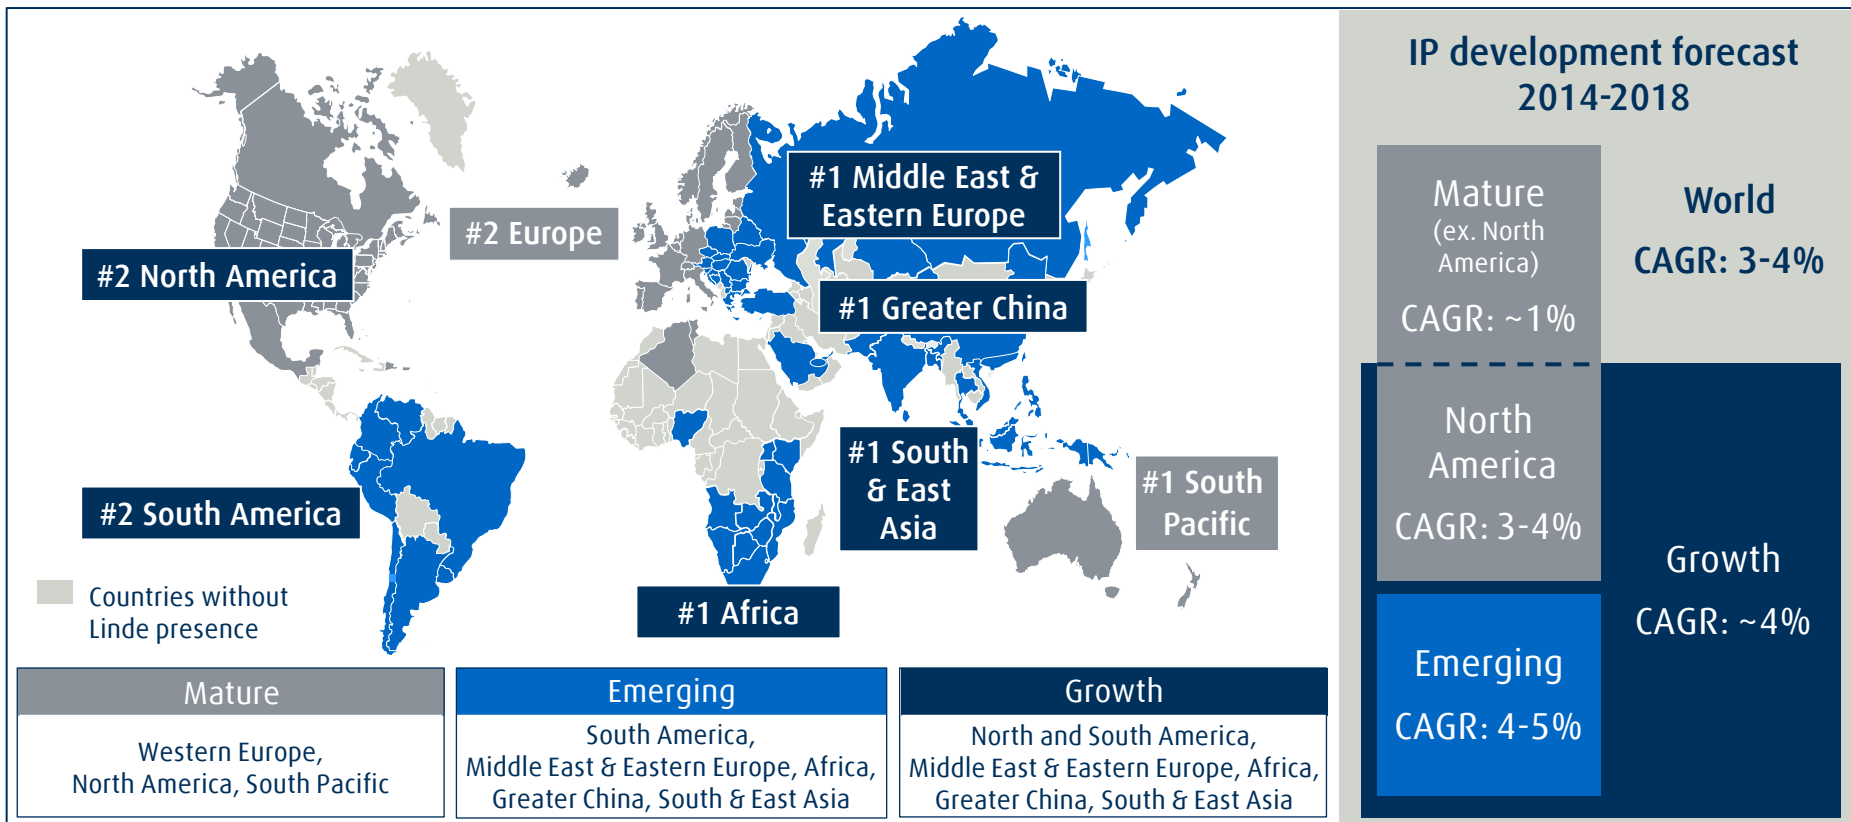 #1 Middle East &
Eastern Europe
#2 Europe
#2 North America
#1 Greater China
#1 South
& East
Asia
#1 South
Pacific
#2 South America
#1 Africa
Countries without
Linde presence
Mature
Western Europe,
North America, South Pacific
Emerging
South America,
Middle East & Eastern Europe, Africa,
Greater China, South & East Asia
Growth
North and South America,
Middle East & Eastern Europe, Africa,
Greater China, South & East Asia
IP development forecast
2014-2018
Mature
(ex. North
America)
CAGR: ~1%
World
CAGR: 3-4%
North
America
CAGR: 3-4%
Growth
CAGR: ~4%
Emerging
CAGR: 4-5%